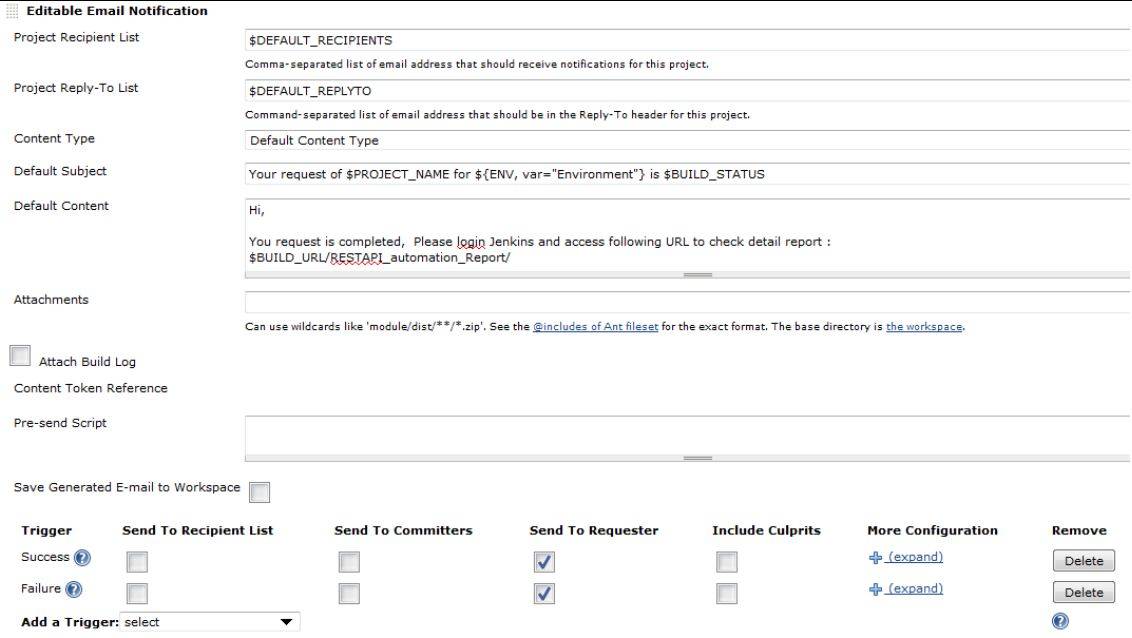 Editable Email Notification
Project Recipient List
$DEFAULT_RECIPIENTS
Comma-separated list of email address that should receive notifications for this project.
Project Reply-To List
$DEFAULT_REPLYTO
Command-separated list of email address that should be in the Reply-To header for this project.
Content Type
Default Content Type
Default Subject
Your request of $PROJECT_NAME for ${ENV, var="Environment"} is $BUILD_STATUS
Default Content
Hi,
You request is completed,  Please login Jenkins and access following URL to check detail report :
$BUILD_URL/RESTAPI_automation_Report/
Attachments
Can use wildcards like 'module/dist/**/*.zip'. See the @includes of Ant fileset for the exact format. The base directory is the workspace.
Attach Build Log
Content Token Reference
Pre-send Script
Save Generated E-mail to Workspace
Trigger Send To Recipient List Send To Committers Send To Requester Include Culprits More Configuration Remove
Success (expand) Delete
Failure (expand) Delete
Add a Trigger: select